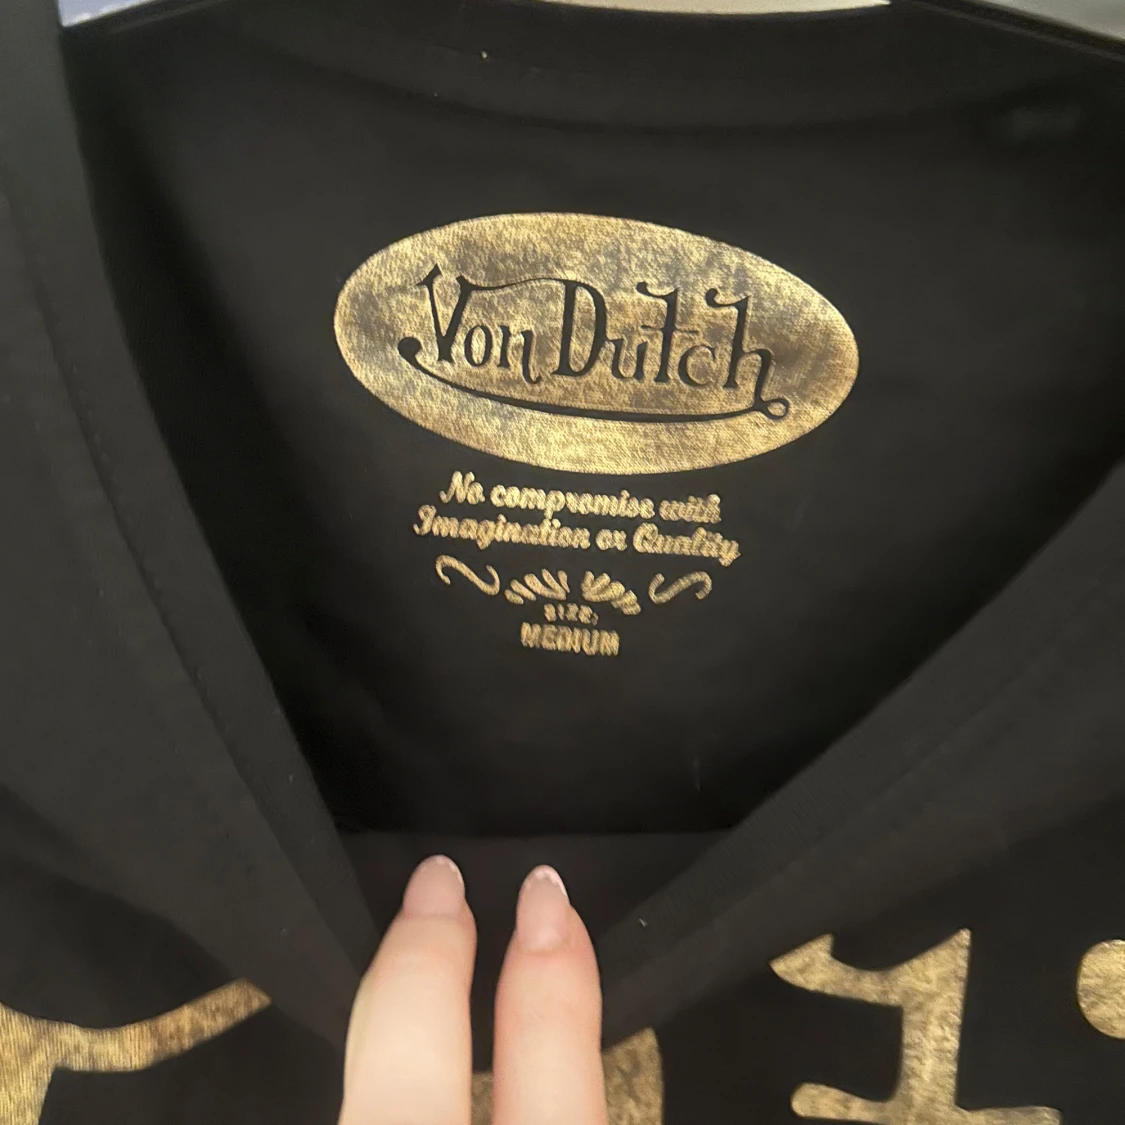 Von Dutch
No compromise with
Imagination or Quality
SIZE:
MEDIUM